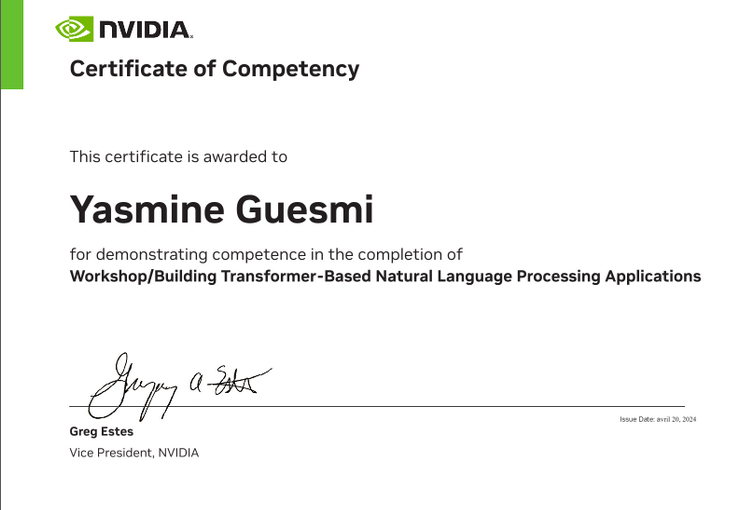 NVIDIA.
Certificate of Competency
This certificate is awarded to
Yasmine Guesmi
for demonstrating competence in the completion of
Workshop/Building Transformer-Based Natural Language Processing Applications
Gregory A Estes
Issue Date: avril 20, 2024
Greg Estes
Vice President, NVIDIA